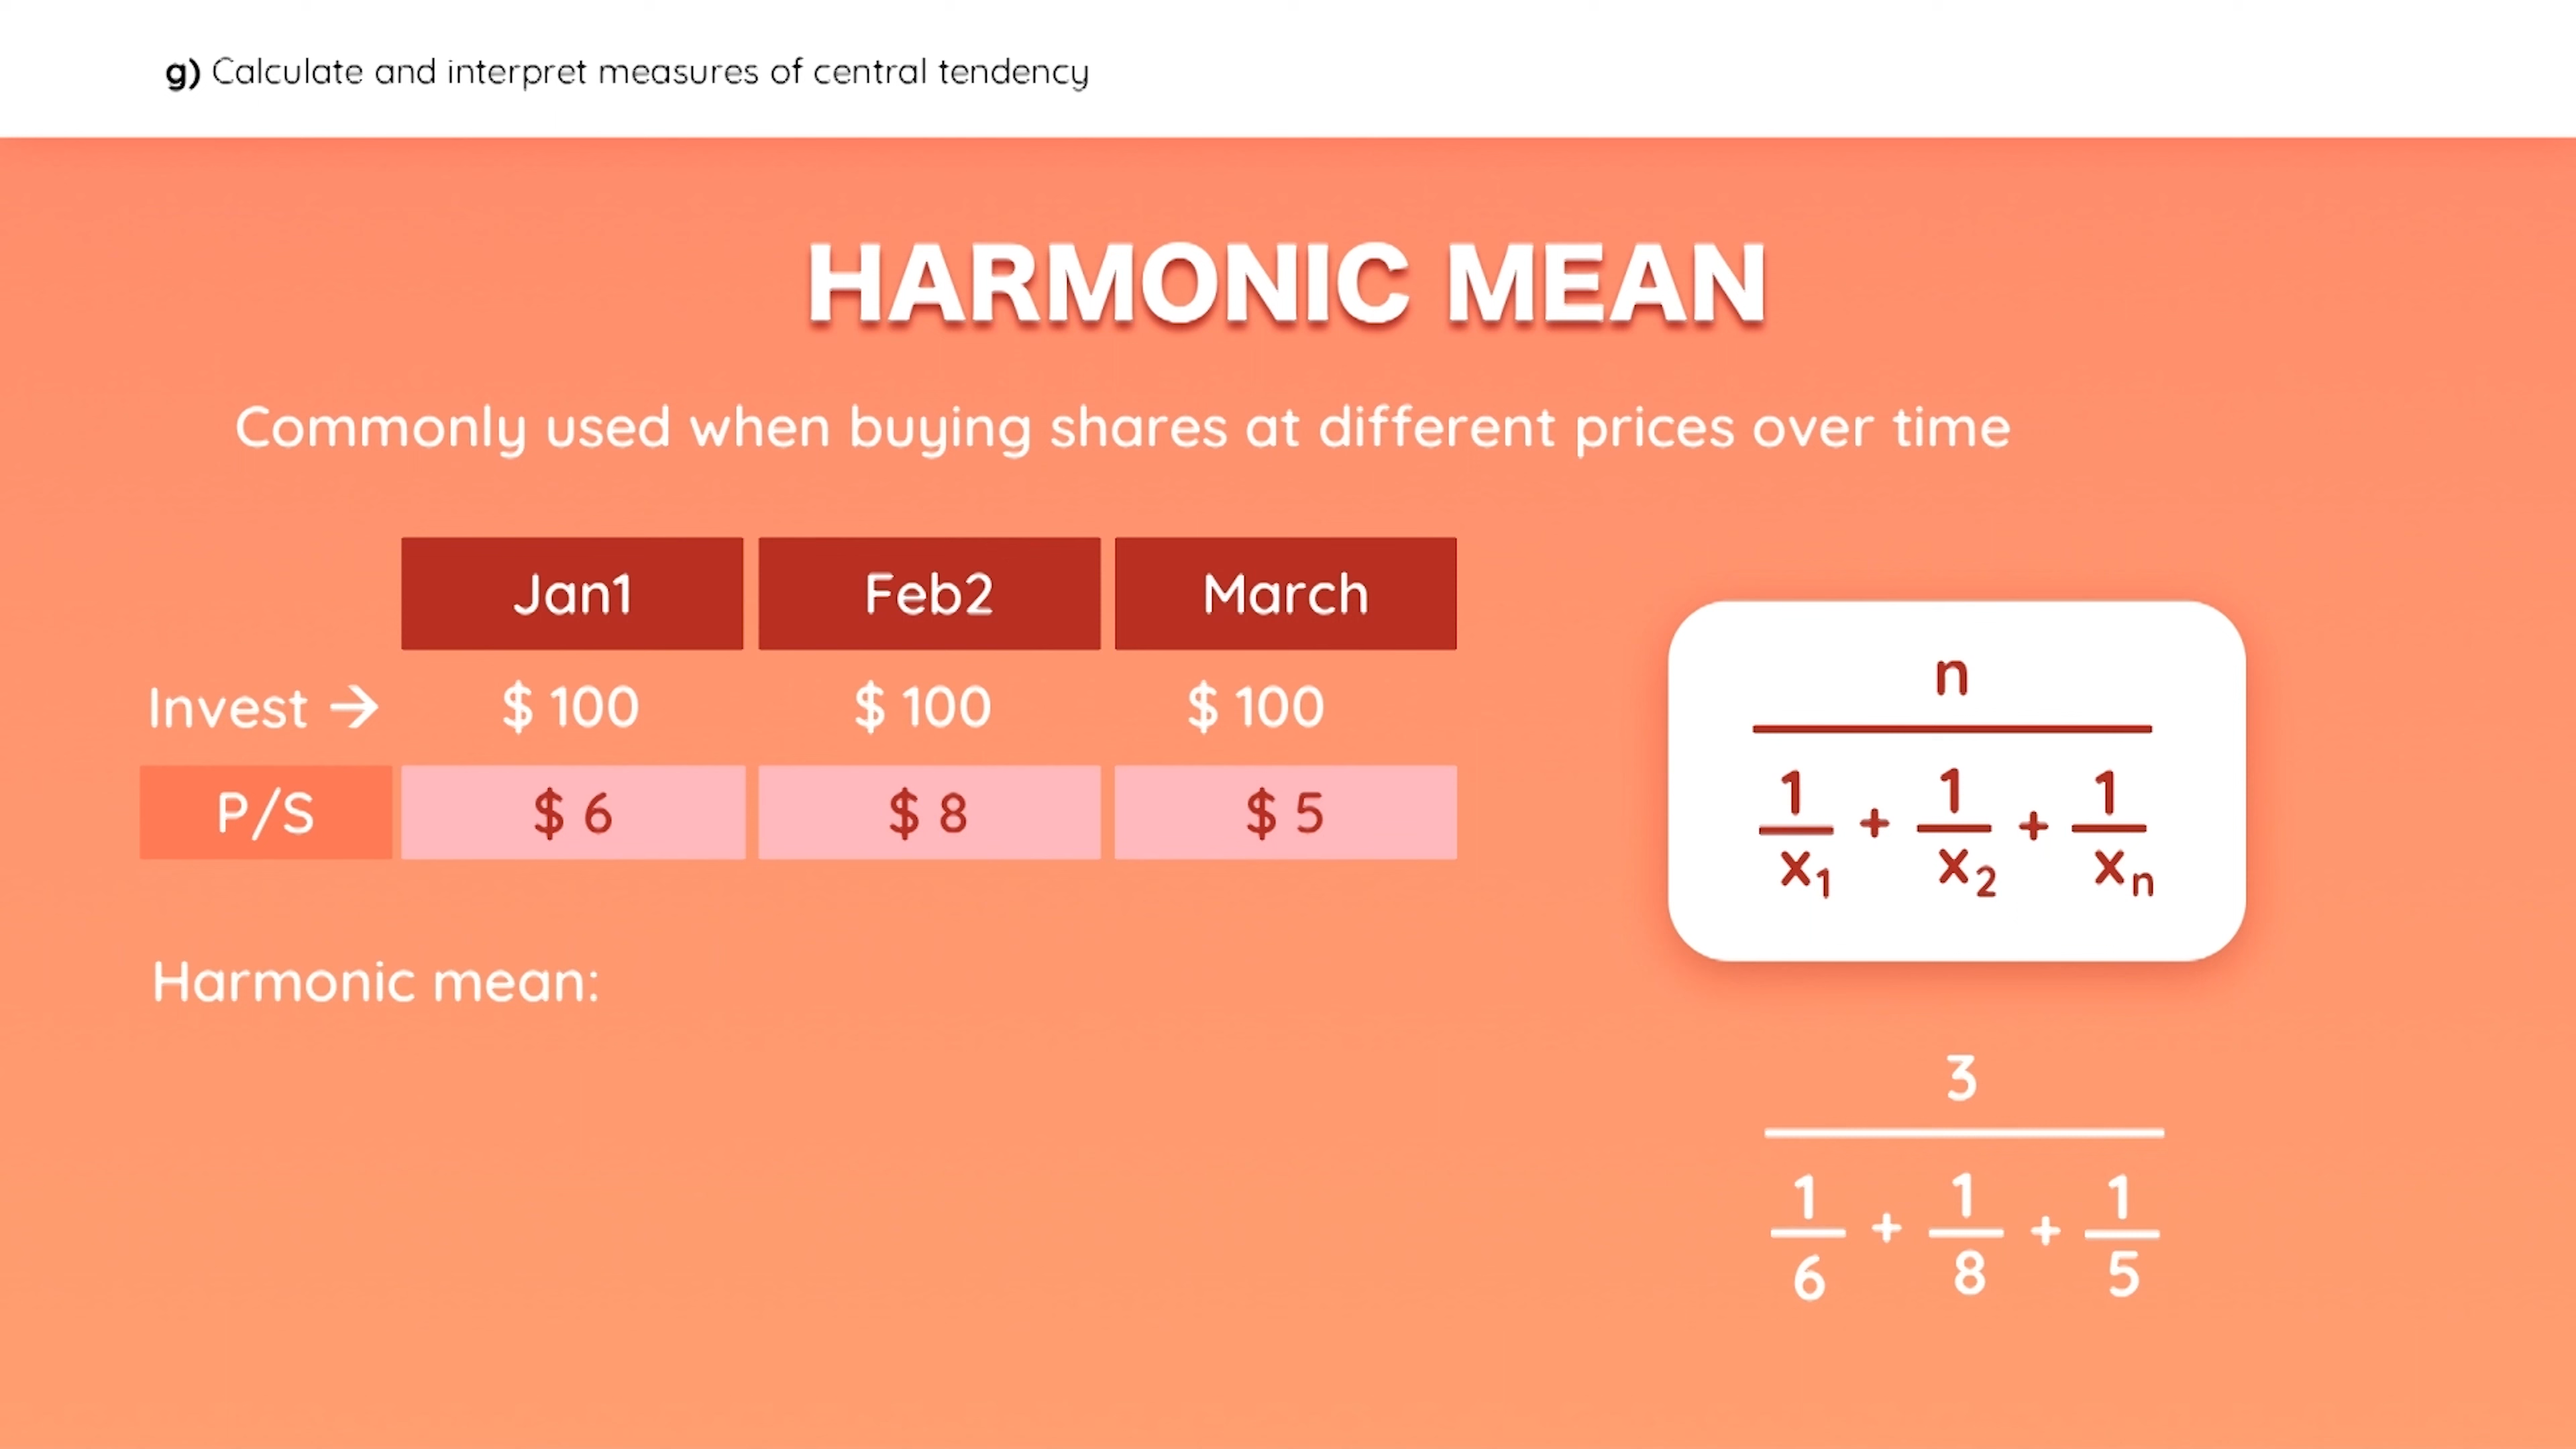 g) Calculate and interpret measures of central tendency
HARMONIC MEAN
Commonly used when buying shares at different prices over time
Jan1 Feb2 March
Invest → $ 100 $ 100 $ 100
P/S $ 6 $ 8 $ 5
Harmonic mean:
n
1 + 1 + 1
x₁ x₂ xₙ
3
1 + 1 + 1
6 8 5